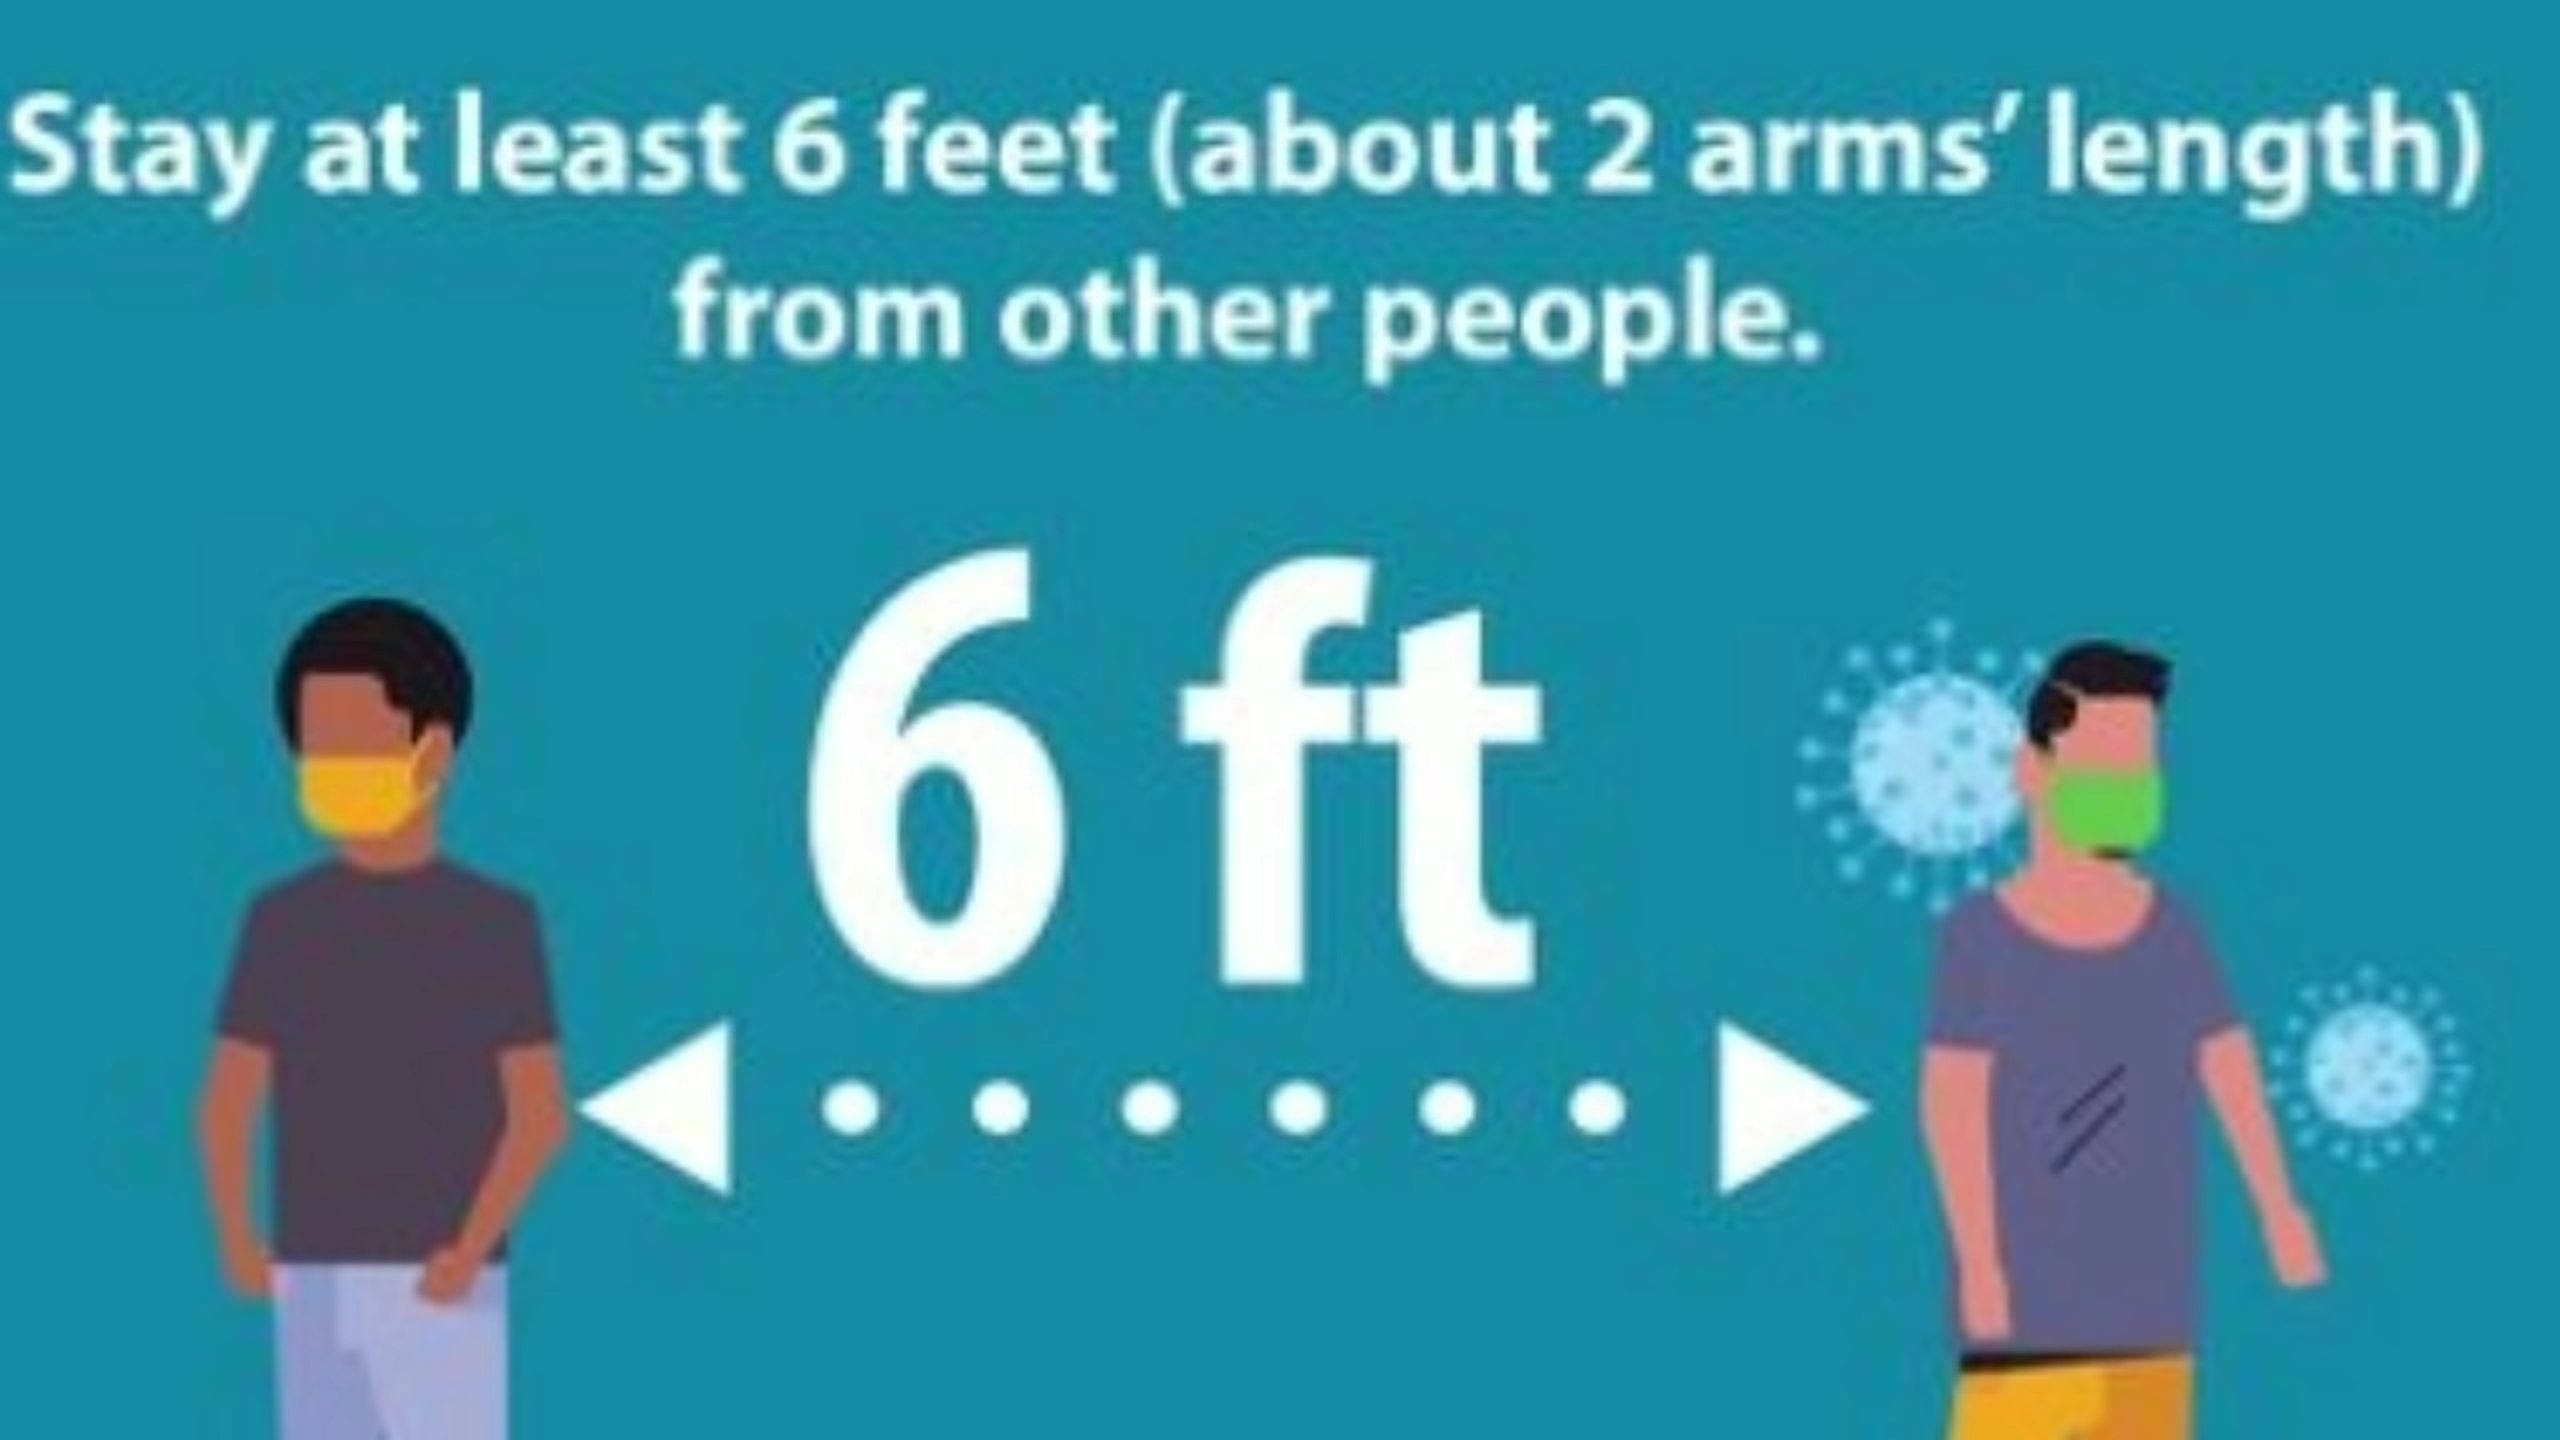 Stay at least 6 feet (about 2 arms’ length)
from other people.
6 ft